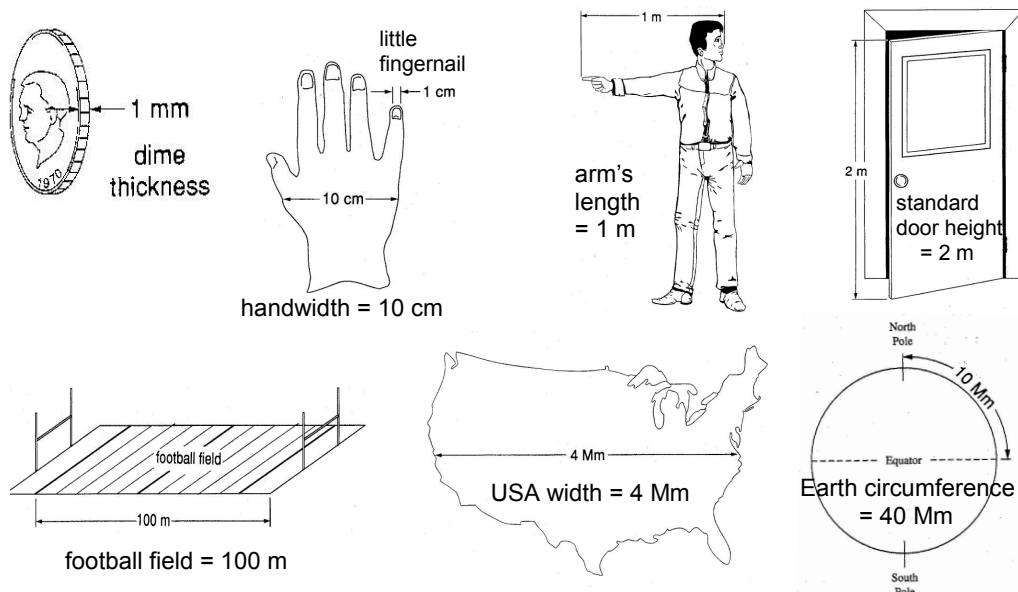 1 mm
dime
thickness
1970
little
fingernail
1 cm
10 cm
handwidth = 10 cm
1 m
arm's
length
= 1 m
2 m
standard
door height
= 2 m
football field
100 m
football field = 100 m
4 Mm
USA width = 4 Mm
North
Pole
10 Mm
Equator
Earth circumference
= 40 Mm
South
Pole